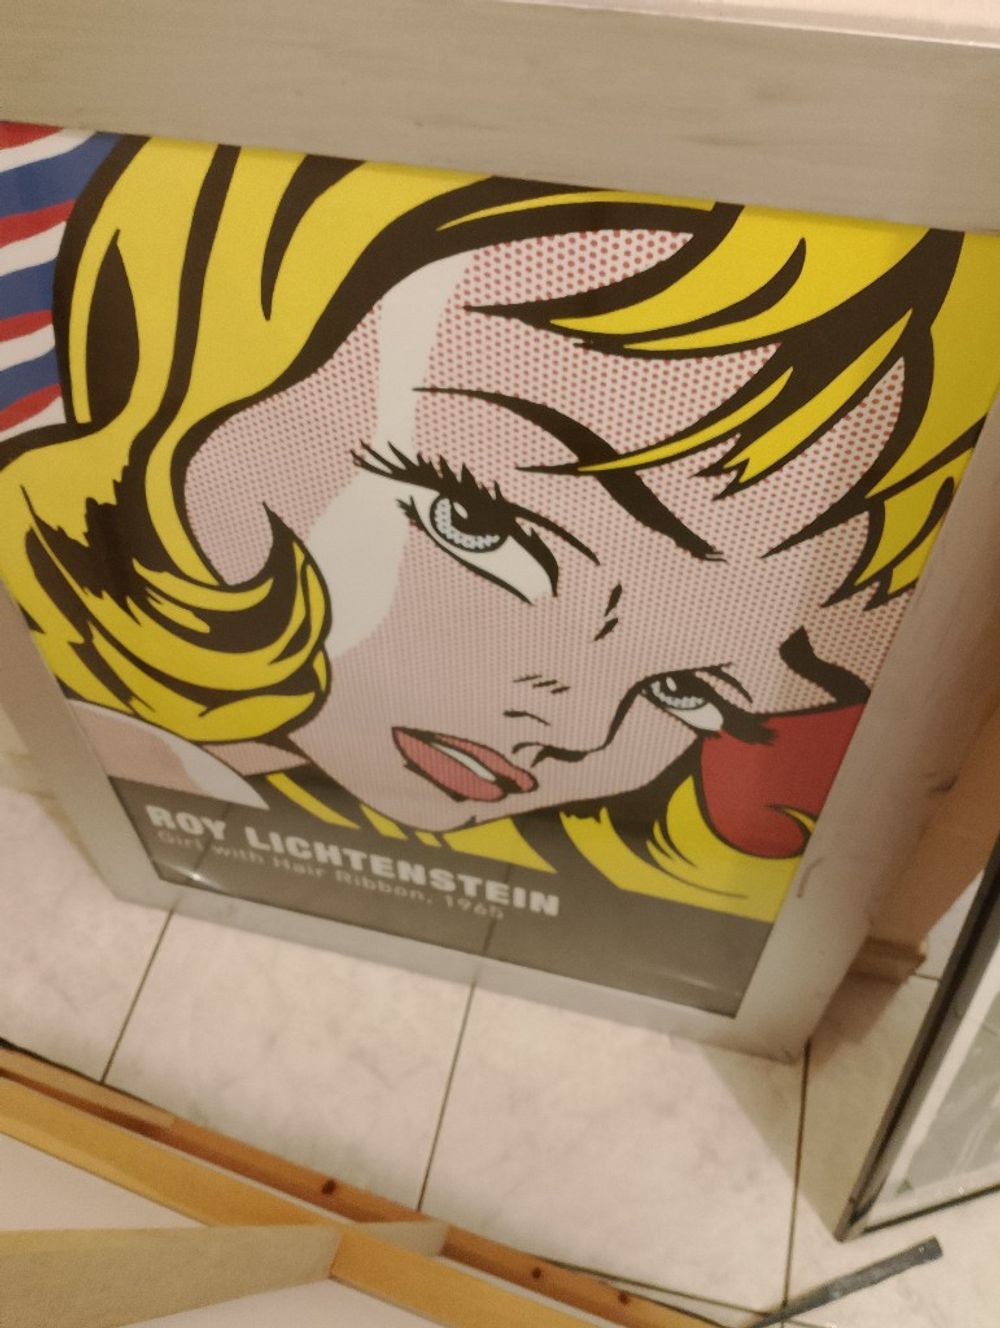 ROY LICHTENSTEIN
Girl with Hair Ribbon, 1965